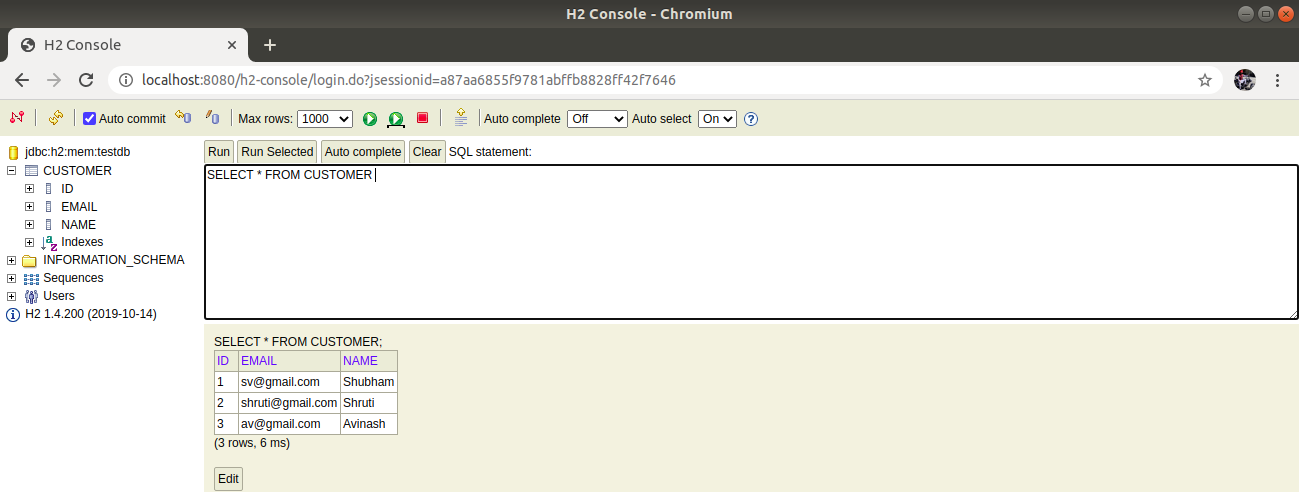 H2 Console - Chromium
H2 Console
localhost:8080/h2-console/login.do?jsessionid=a87aa6855f9781abffb8828ff42f7646
Auto commit Max rows: 1000 Auto complete Off Auto select On
jdbc:h2:mem:testdb
CUSTOMER
ID
EMAIL
NAME
Indexes
INFORMATION_SCHEMA
Sequences
Users
H2 1.4.200 (2019-10-14)
Run Run Selected Auto complete Clear SQL statement:
SELECT * FROM CUSTOMER
SELECT * FROM CUSTOMER;
ID EMAIL NAME
1 sv@gmail.com Shubham
2 shruti@gmail.com Shruti
3 av@gmail.com Avinash
(3 rows, 6 ms)
Edit